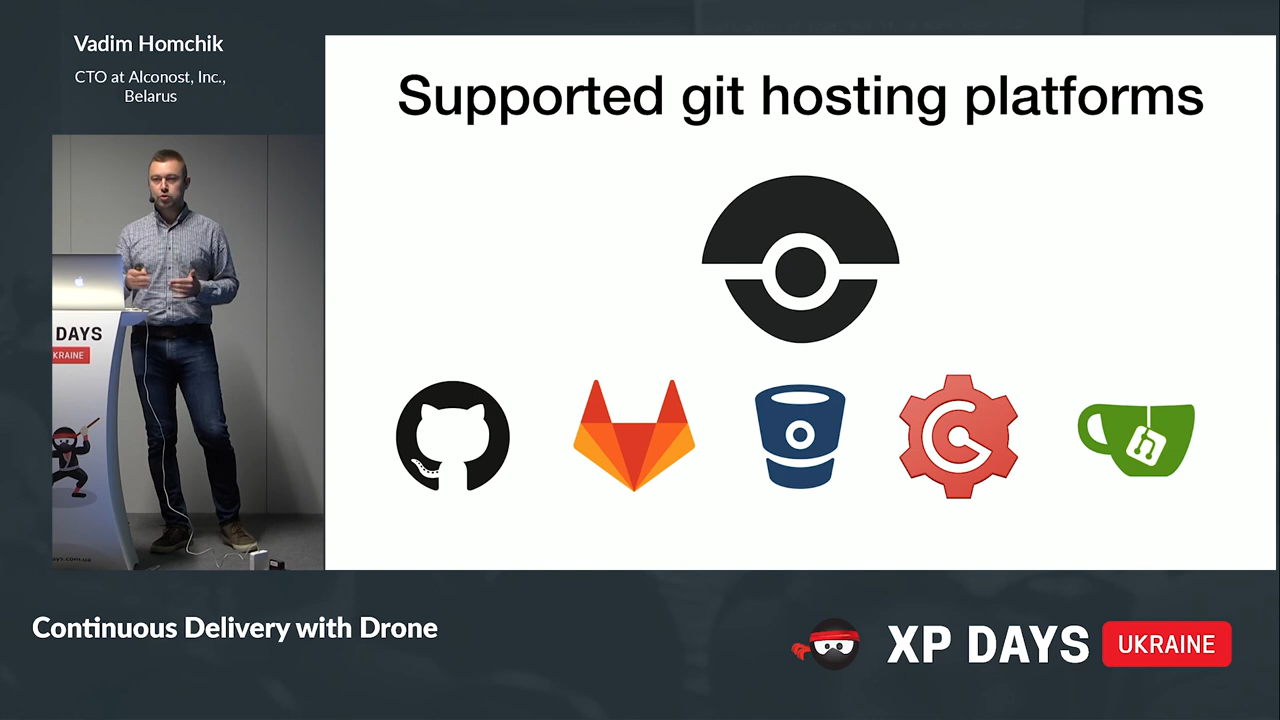 Vadim Homchik
CTO at Alconost, Inc.,
Belarus
Supported git hosting platforms
DAYS
KRAINE
Continuous Delivery with Drone
XP DAYS
UKRAINE